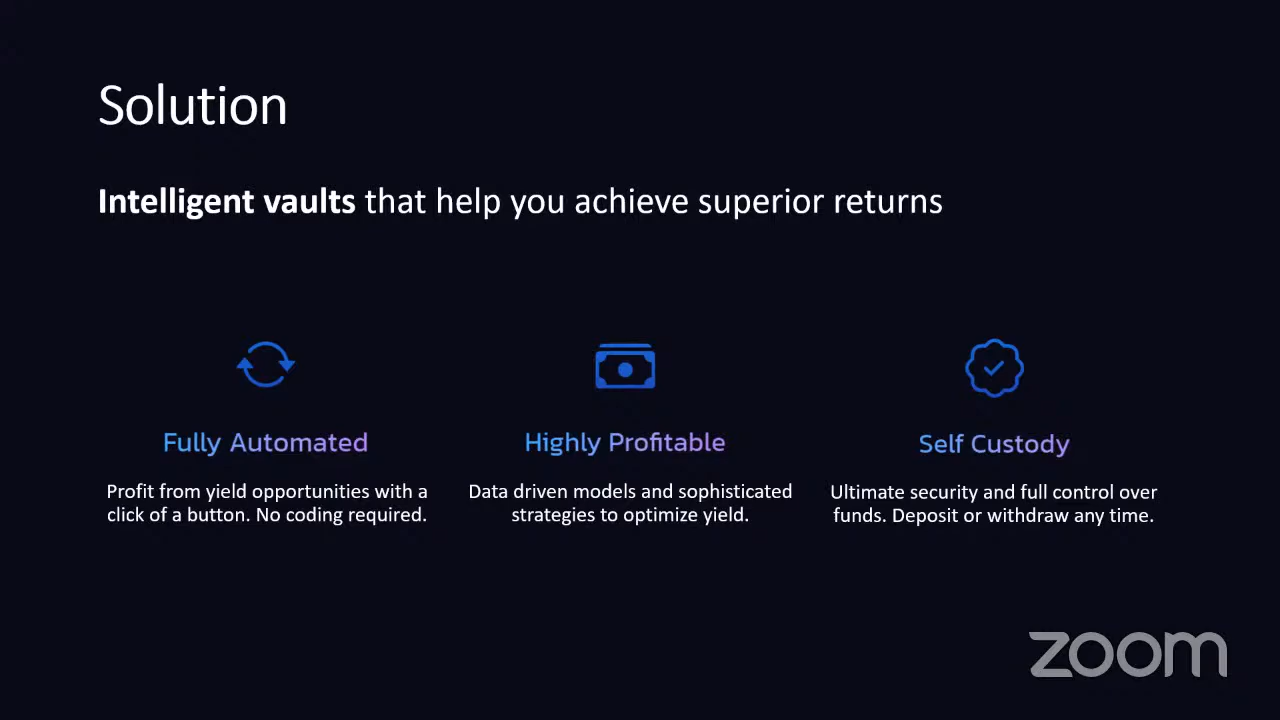 Solution
Intelligent vaults that help you achieve superior returns
Fully Automated
Profit from yield opportunities with a
click of a button. No coding required.
Highly Profitable
Data driven models and sophisticated
strategies to optimize yield.
Self Custody
Ultimate security and full control over
funds. Deposit or withdraw any time.
zoom